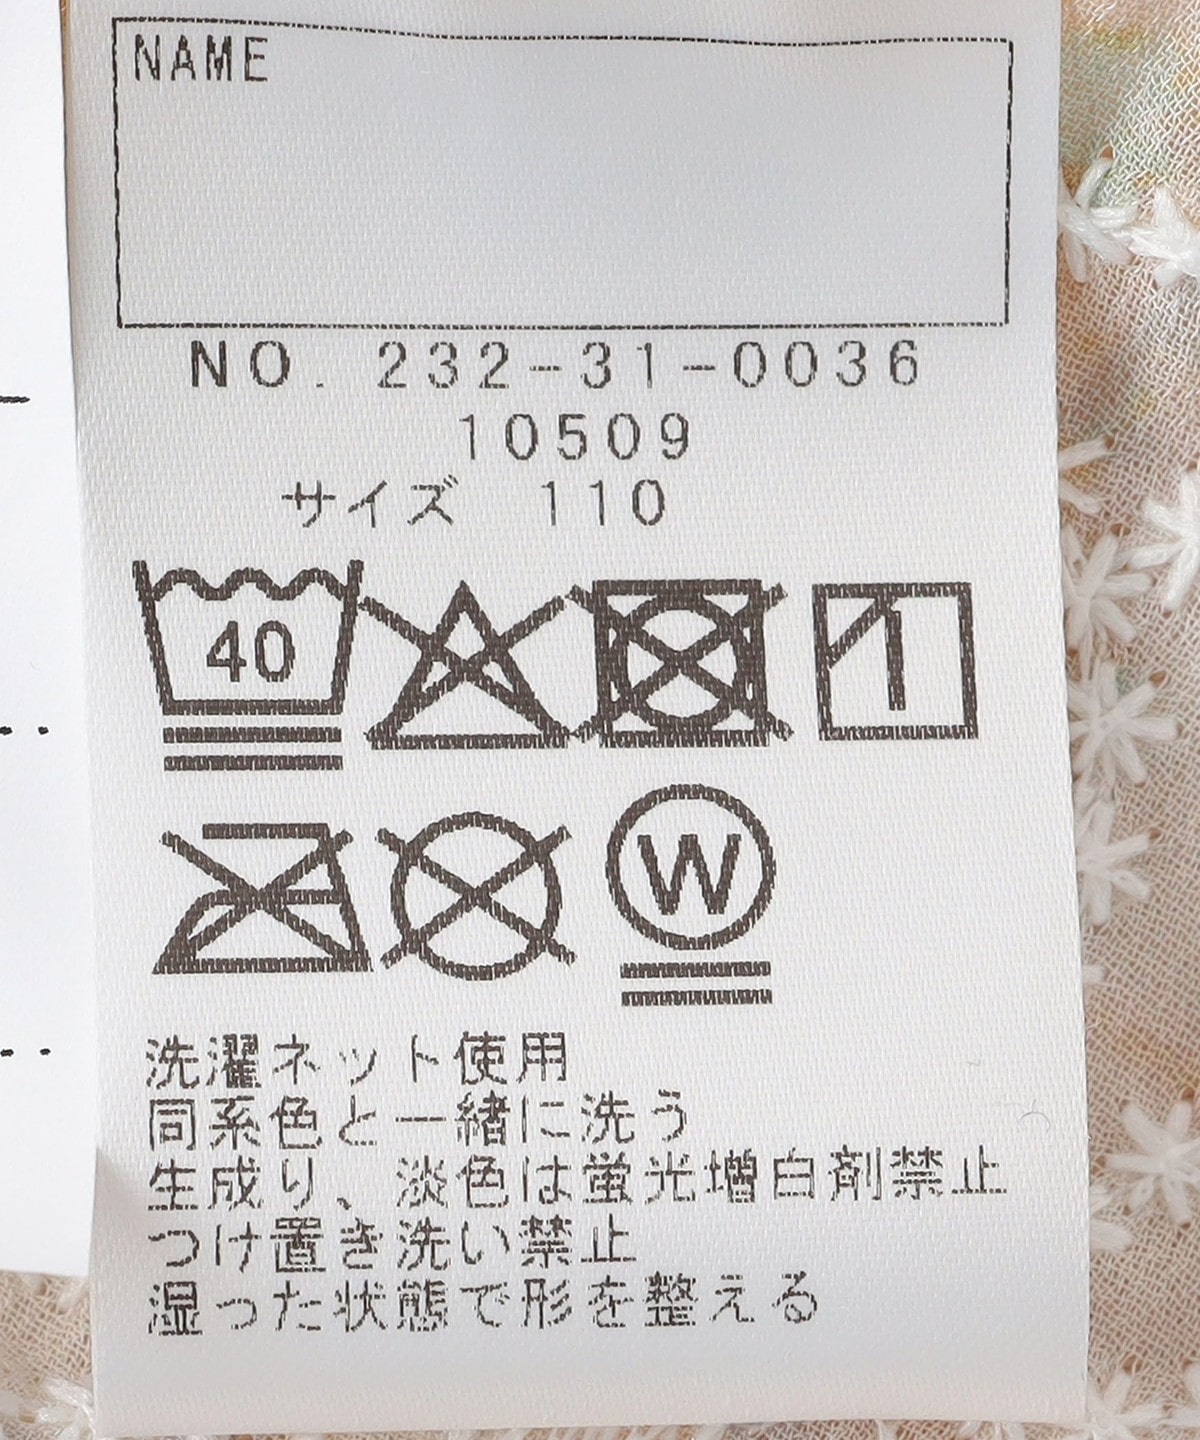 NAME
NO. 232-31-0036
10509
サイズ 110
40
W
洗濯ネット使用
同系色と一緒に洗う
生成り、淡色は蛍光増白剤禁止
つけ置き洗い禁止
湿った状態で形を整える